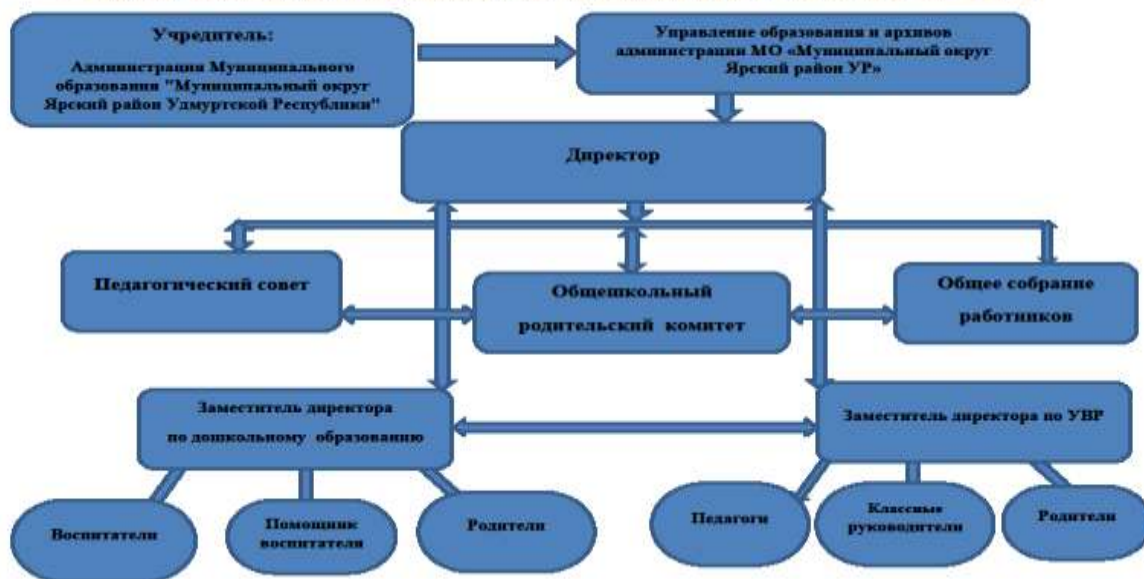 Учредитель:
Администрации Муниципального
образования "Муниципальный округ
Ярский район Удмуртской Республики"
Управление образования и архивов
администрации МО «Муниципальный округ
Ярский район УР»
Директор
Педагогический совет
Общешкольный
родительский комитет
Общее собрание
работников
Заместитель директора
по дошкольному образованию
Заместитель директора по УВР
Воспитатели
Помощник
воспитателя
Родители
Педагоги
Классные
руководители
Родители